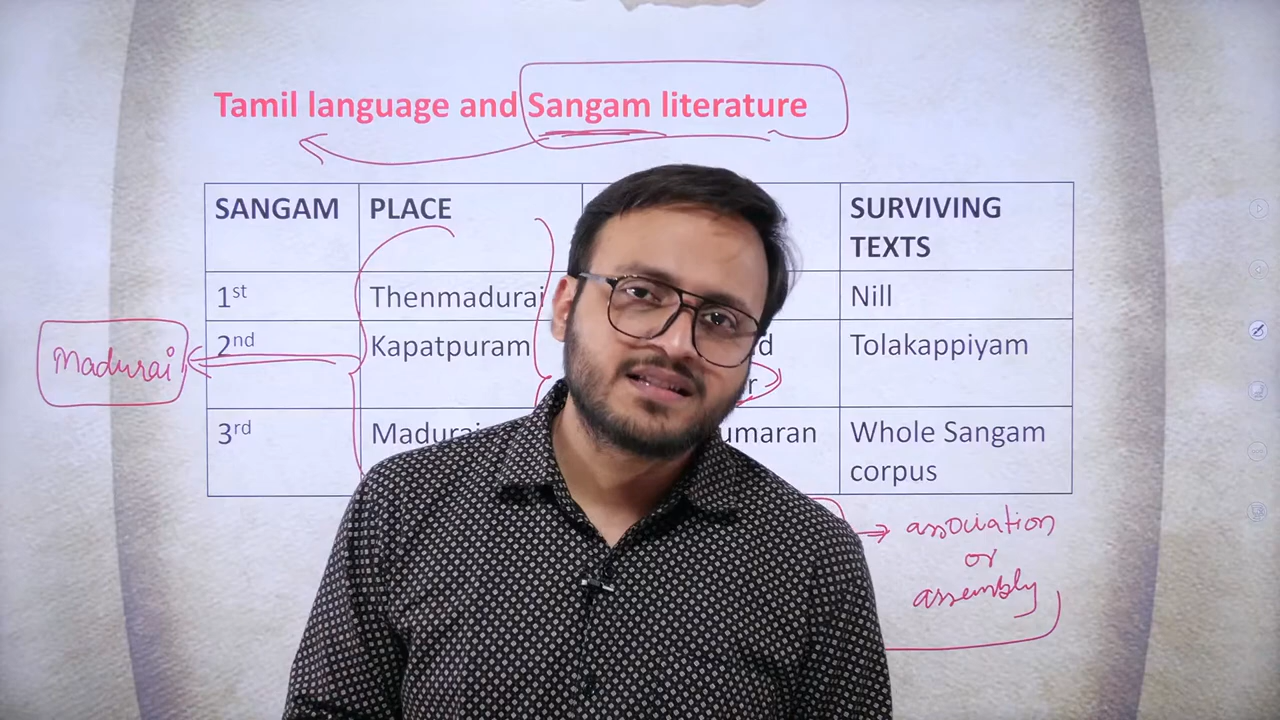 Tamil language and Sangam literature
SANGAM PLACE SURVIVING
TEXTS
1st Thenmadurai Nill
2nd Kapatpuram Tolakappiyam
Madurai
3rd Madurai Whole Sangam
corpus
association
or
assembly